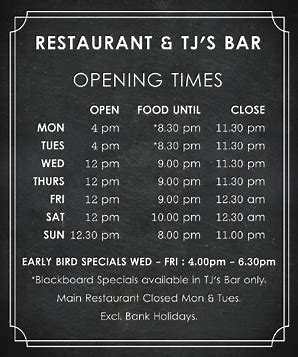 RESTAURANT & TJ'S BAR
OPENING TIMES
OPEN FOOD UNTIL CLOSE
MON 4 pm *8.30 pm 11.30 pm
TUES 4 pm *8.30 pm 11.30 pm
WED 12 pm 9.00 pm 11.30 pm
THURS 12 pm 9.00 pm 11.30 pm
FRI 12 pm 9.00 pm 12.30 am
SAT 12 pm 10.00 pm 12.30 am
SUN 12.30 pm 8.00 pm 11.00 pm
EARLY BIRD SPECIALS WED – FRI : 4.00pm – 6.30pm
*Blackboard Specials available in TJ's Bar only.
Main Restaurant Closed Mon & Tues.
Excl. Bank Holidays.